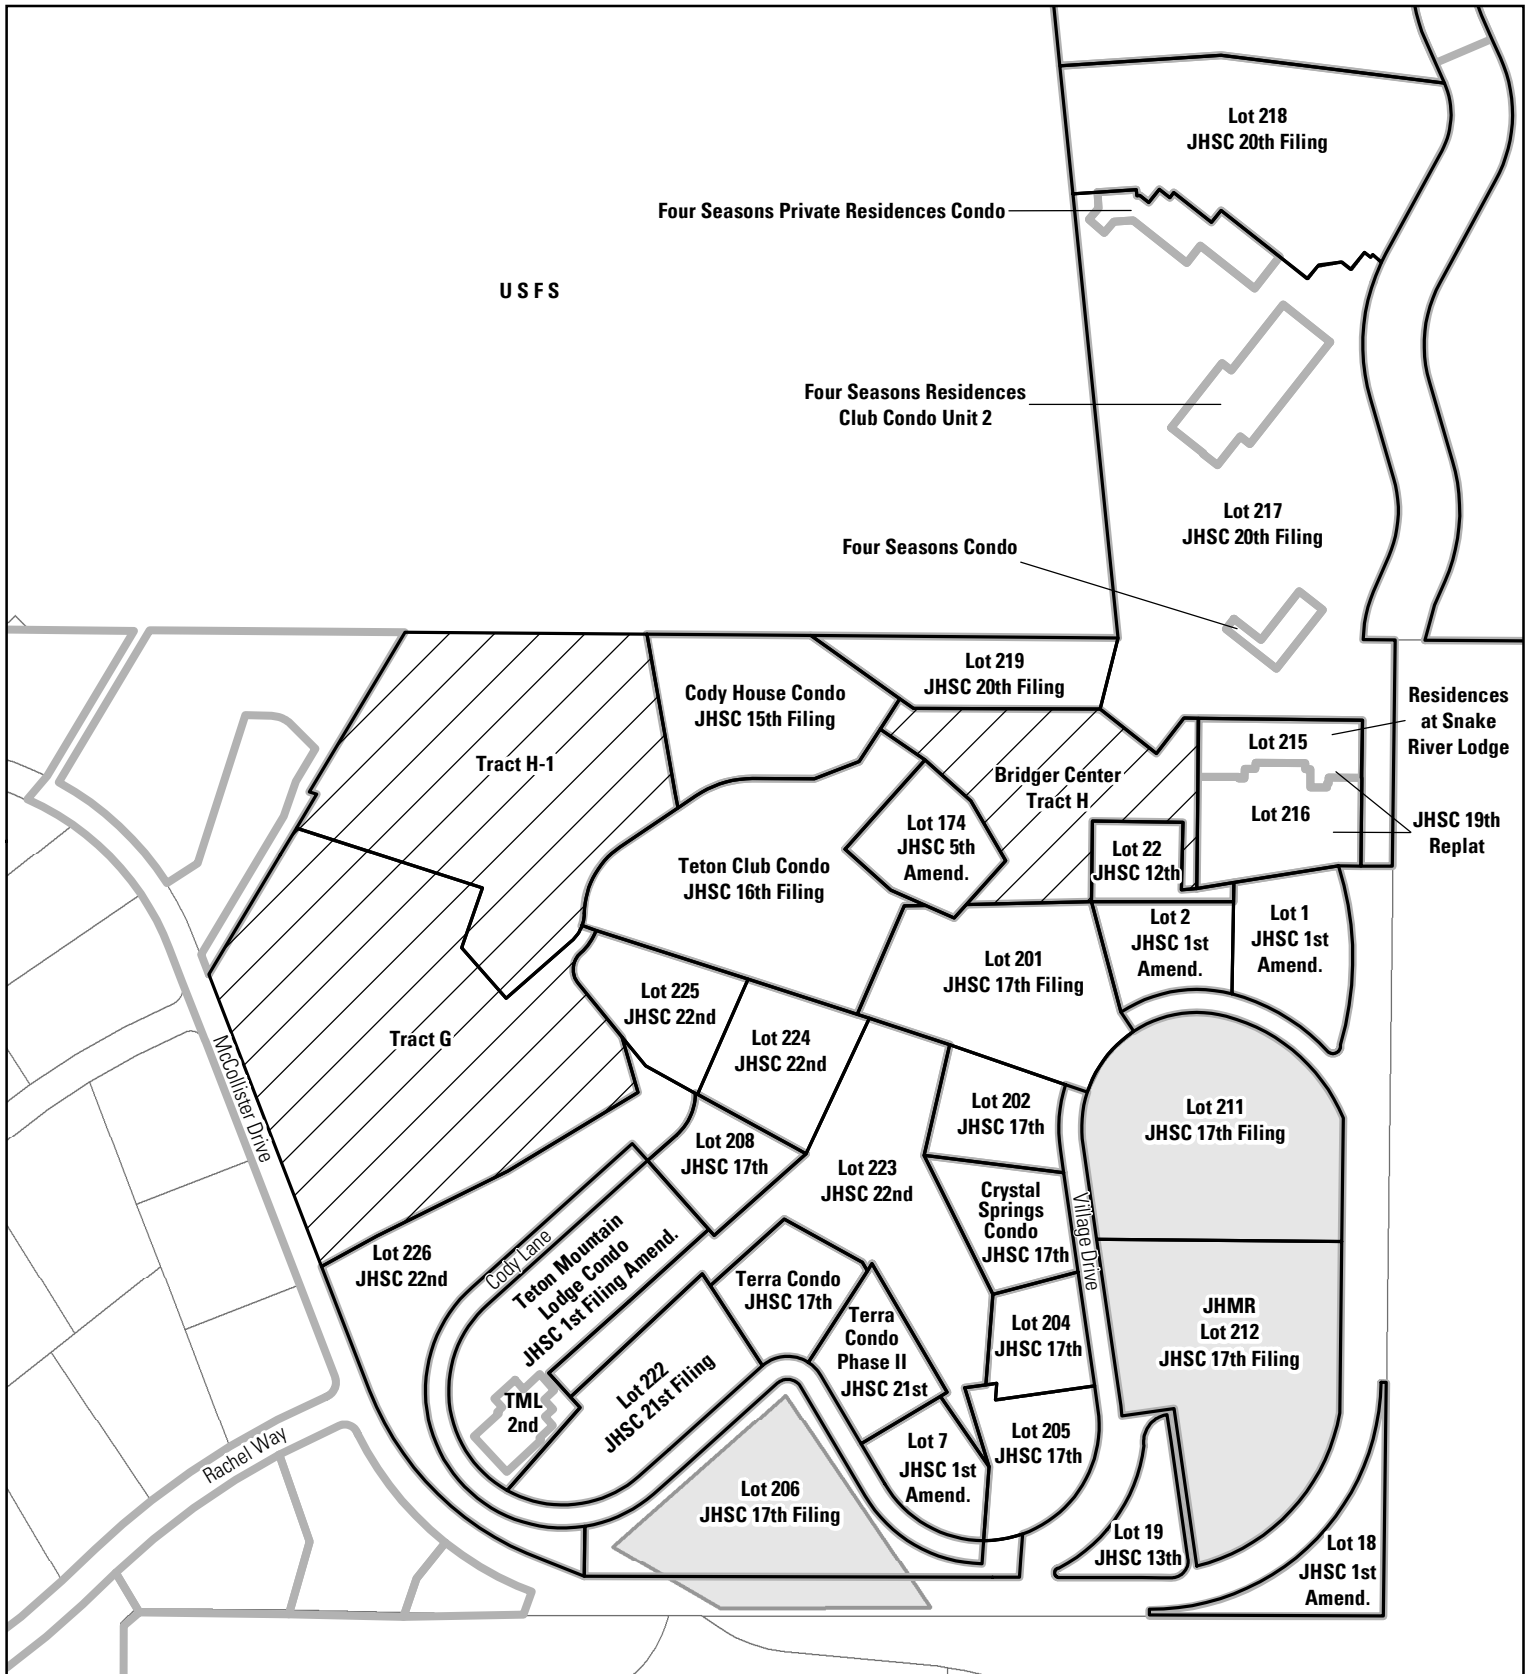 Lot 218
JHSC 20th Filing
Four Seasons Private Residences Condo
U S F S
Four Seasons Residences
Club Condo Unit 2
Lot 217
JHSC 20th Filing
Four Seasons Condo
Lot 219
JHSC 20th Filing
Cody House Condo
JHSC 15th Filing
Residences
at Snake
River Lodge
Lot 215
Tract H-1
Bridger Center
Tract H
Lot 216
JHSC 19th
Replat
Lot 174
JHSC 5th
Amend.
Lot 22
JHSC 12th
Teton Club Condo
JHSC 16th Filing
Lot 2
JHSC 1st
Amend.
Lot 1
JHSC 1st
Amend.
Lot 201
JHSC 17th Filing
Lot 225
JHSC 22nd
Tract G
Lot 224
JHSC 22nd
McCollister Drive
Lot 202
JHSC 17th
Lot 211
JHSC 17th Filing
Lot 208
JHSC 17th
Lot 223
JHSC 22nd
Crystal
Springs
Condo
JHSC 17th
Village Drive
Lot 226
JHSC 22nd
Cody Lane
Teton Mountain
Lodge Condo
JHSC 1st Filing Amend.
Terra Condo
JHSC 17th
Terra
Condo
Phase II
JHSC 21st
Lot 204
JHSC 17th
JHMR
Lot 212
JHSC 17th Filing
TML
2nd
Lot 222
JHSC 21st Filing
Rachel Way
Lot 7
JHSC 1st
Amend.
Lot 205
JHSC 17th
Lot 206
JHSC 17th Filing
Lot 19
JHSC 13th
Lot 18
JHSC 1st
Amend.